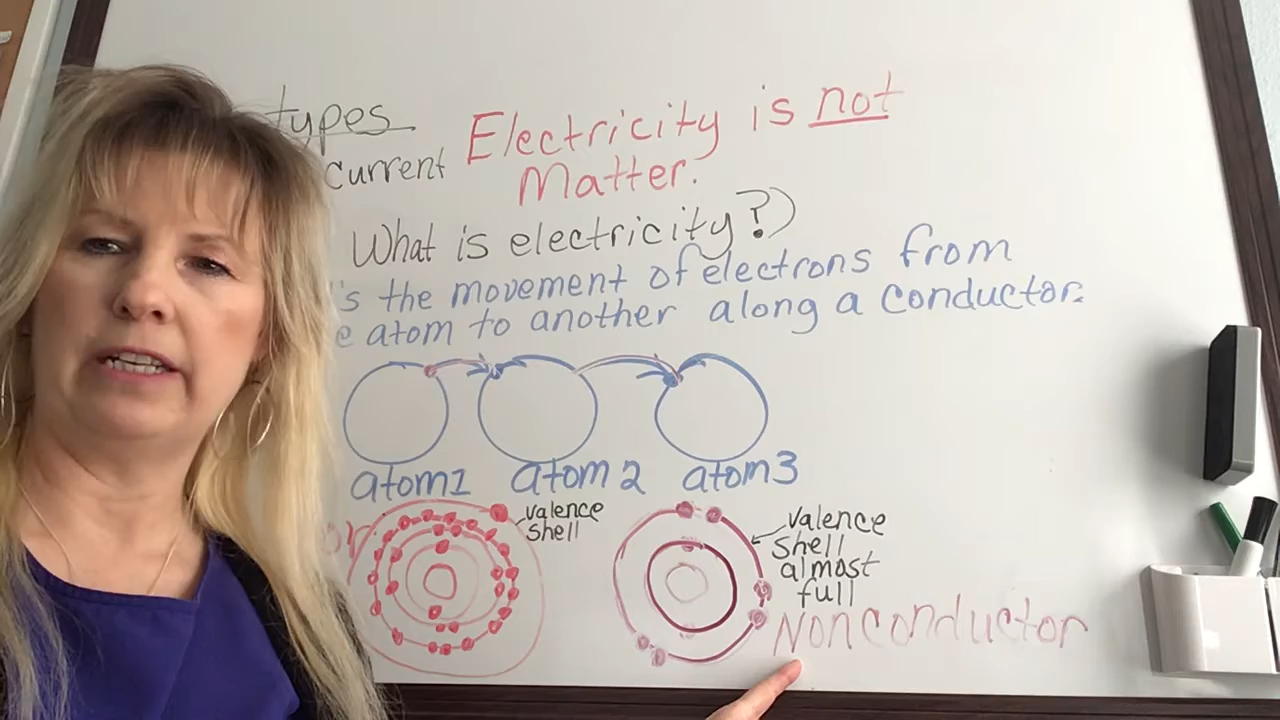 types
current
Electricity is not
Matter.
What is electricity?)
's the movement of electrons from
e atom to another along a conductor.
atom1
atom 2
atom3
valence
shell
valence
shell
almost
full
or
Nonconductor